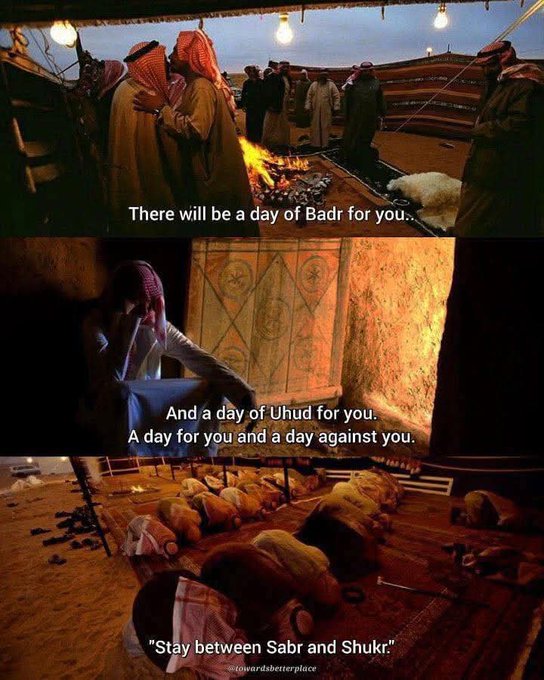 There will be a day of Badr for you..
And a day of Uhud for you.
A day for you and a day against you.
"Stay between Sabr and Shukr."
@towardsbetterplace